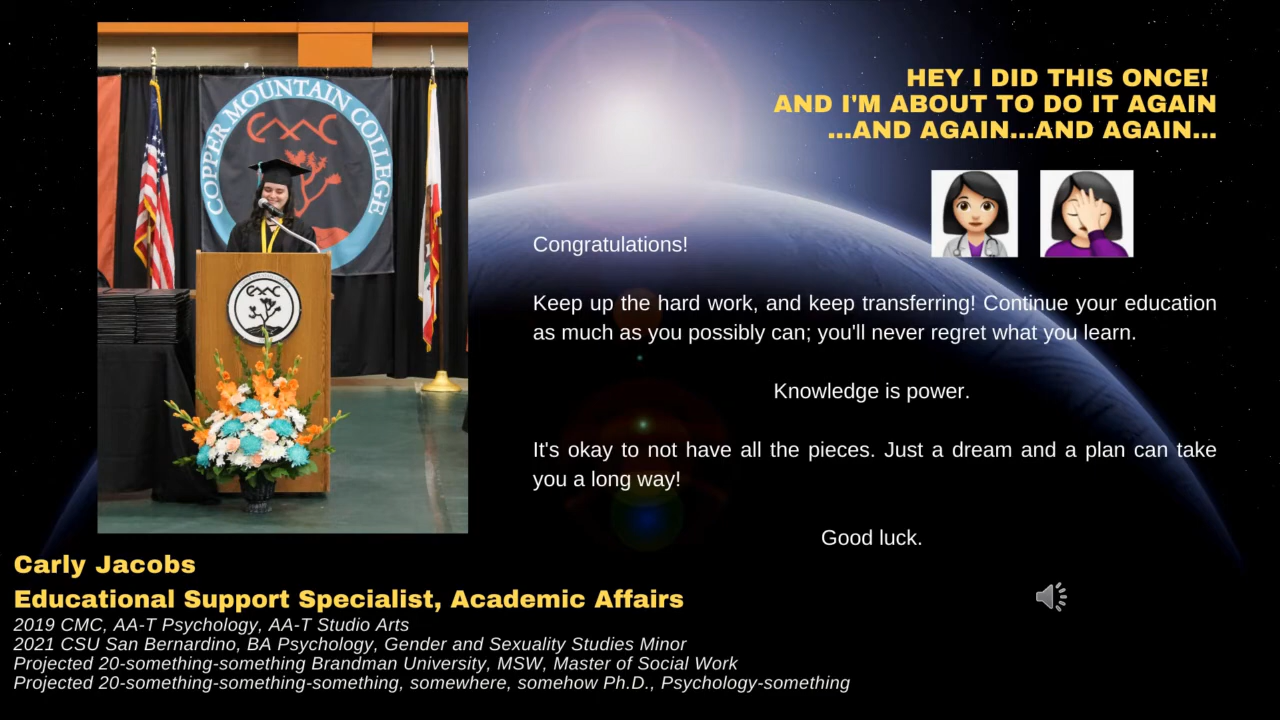 COPPER MOUNTAIN COLLEGE
CMC
CMC
HEY I DID THIS ONCE!
AND I'M ABOUT TO DO IT AGAIN
...AND AGAIN...AND AGAIN...
Congratulations!
Keep up the hard work, and keep transferring! Continue your education
as much as you possibly can; you'll never regret what you learn.
Knowledge is power.
It's okay to not have all the pieces. Just a dream and a plan can take
you a long way!
Good luck.
Carly Jacobs
Educational Support Specialist, Academic Affairs
2019 CMC, AA-T Psychology, AA-T Studio Arts
2021 CSU San Bernardino, BA Psychology, Gender and Sexuality Studies Minor
Projected 20-something-something Brandman University, MSW, Master of Social Work
Projected 20-something-something-something, somewhere, somehow Ph.D., Psychology-something